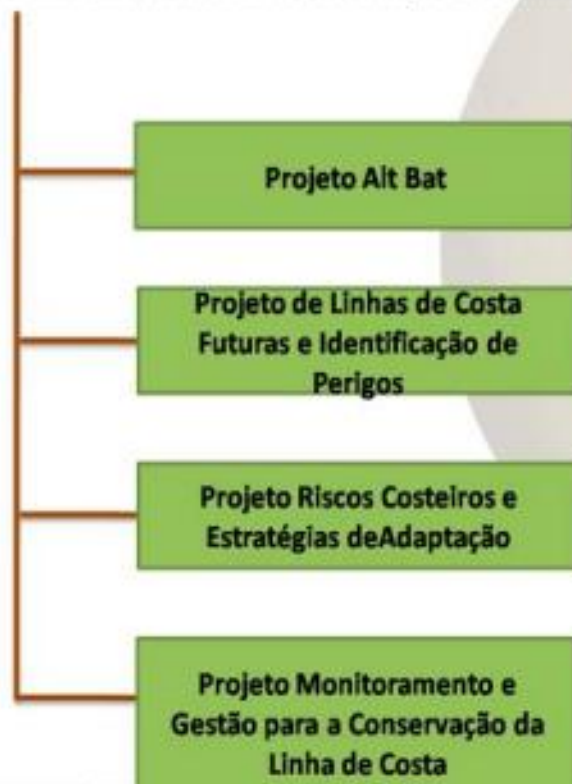 Projeto Alt Bat
Projeto de Linhas de Costa
Futuras e Identificação de
Perigos
Projeto Riscos Costeiros e
Estratégias deAdaptação
Projeto Monitoramento e
Gestão para a Conservação da
Linha de Costa